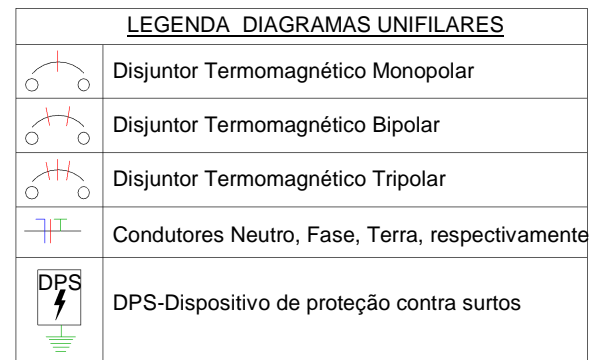 LEGENDA DIAGRAMAS UNIFILARES
Disjuntor Termomagnético Monopolar
Disjuntor Termomagnético Bipolar
Disjuntor Termomagnético Tripolar
Condutores Neutro, Fase, Terra, respectivamente
DPS
DPS-Dispositivo de proteção contra surtos